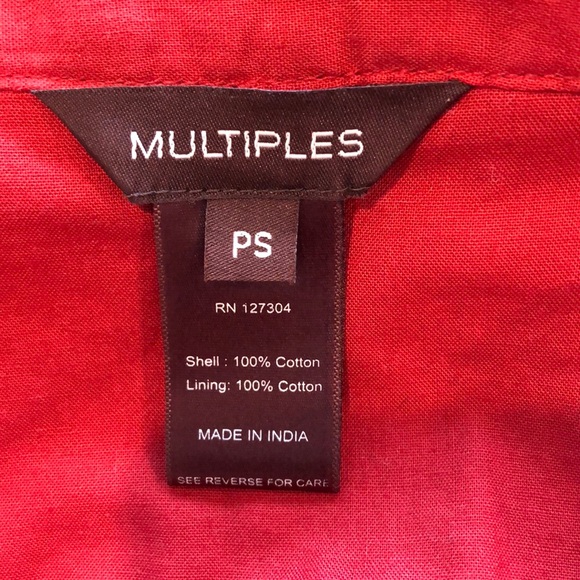 MULTIPLES
PS
RN 127304
Shell : 100% Cotton
Lining: 100% Cotton
MADE IN INDIA
SEE REVERSE FOR CARE